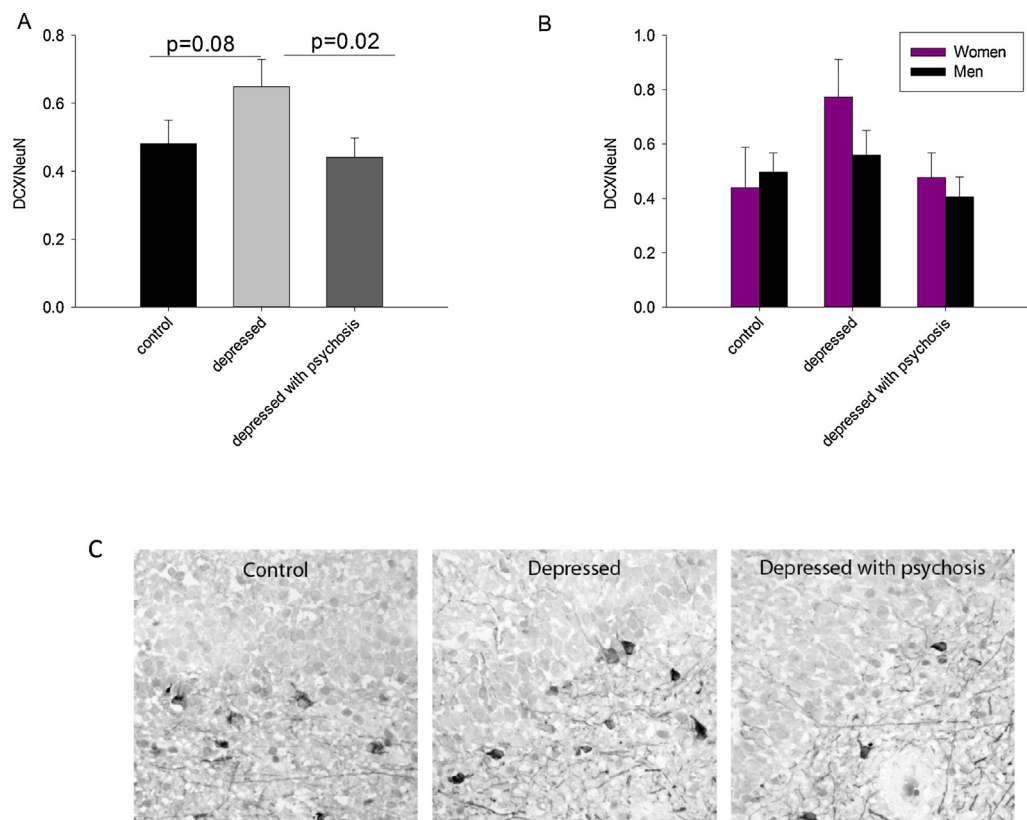 A
DCX/NeuN
0.8
0.6
0.4
0.2
0.0
p=0.08
p=0.02
control
depressed
depressed with psychosis
B
DCX/NeuN
1.0
0.8
0.6
0.4
0.2
0.0
Women
Men
control
depressed
depressed with psychosis
C
Control
Depressed
Depressed with psychosis